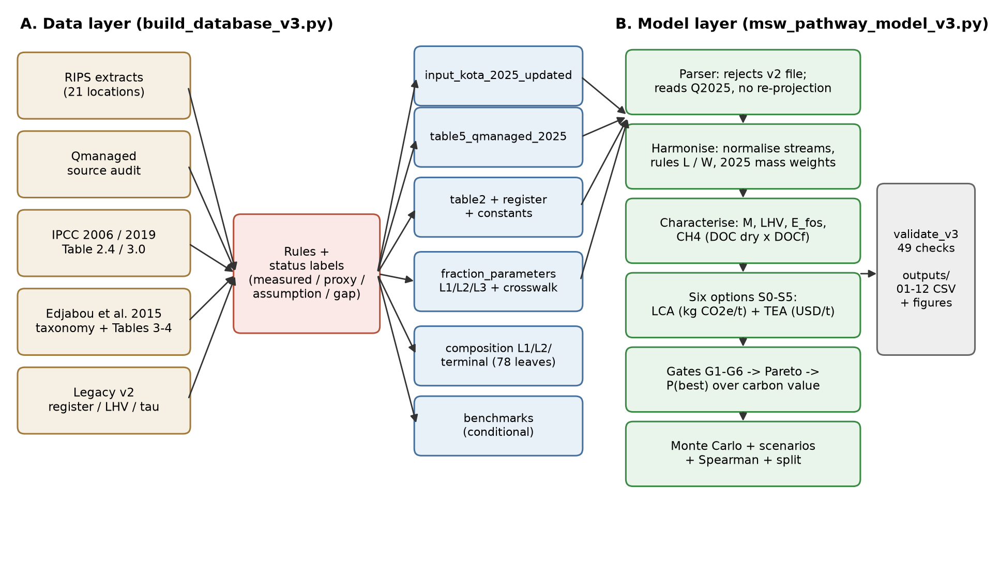 A. Data layer (build_database_v3.py)
B. Model layer (msw_pathway_model_v3.py)
RIPS extracts
(21 locations)
Qmanaged
source audit
IPCC 2006 / 2019
Table 2.4 / 3.0
Edjabou et al. 2015
taxonomy + Tables 3-4
Legacy v2
register / LHV / tau
Rules +
status labels
(measured / proxy /
assumption / gap)
input_kota_2025_updated
table5_qmanaged_2025
table2 + register
+ constants
fraction_parameters
L1/L2/L3 + crosswalk
composition L1/L2/
terminal (78 leaves)
benchmarks
(conditional)
Parser: rejects v2 file;
reads Q2025, no re-projection
Harmonise: normalise streams,
rules L / W, 2025 mass weights
Characterise: M, LHV, E_fos,
CH4 (DOC dry x DOCf)
Six options S0-S5:
LCA (kg CO2e/t) + TEA (USD/t)
Gates G1-G6 -> Pareto ->
P(best) over carbon value
Monte Carlo + scenarios
+ Spearman + split
validate_v3
49 checks
outputs/
01-12 CSV
+ figures